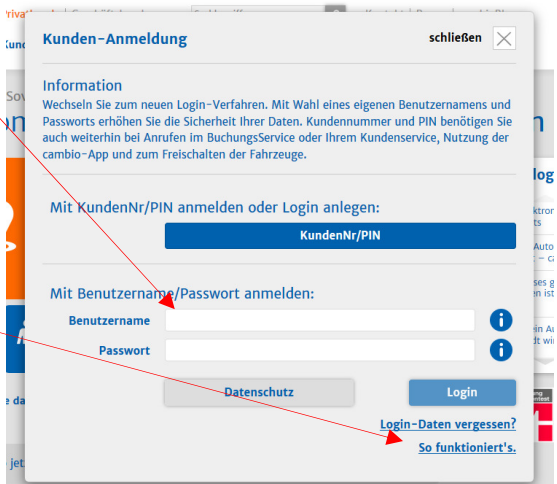 Kunden-Anmeldung
schließen
Information
Wechseln Sie zum neuen Login-Verfahren. Mit Wahl eines eigenen Benutzernamens und
Passworts erhöhen Sie die Sicherheit Ihrer Daten. Kundennummer und PIN benötigen Sie
auch weiterhin bei Anrufen im BuchungsService oder Ihrem Kundenservice, Nutzung der
cambio-App und zum Freischalten der Fahrzeuge.
Mit KundenNr/PIN anmelden oder Login anlegen:
KundenNr/PIN
Mit Benutzername/Passwort anmelden:
Benutzername
Passwort
Datenschutz
Login
Login-Daten vergessen?
So funktioniert's.